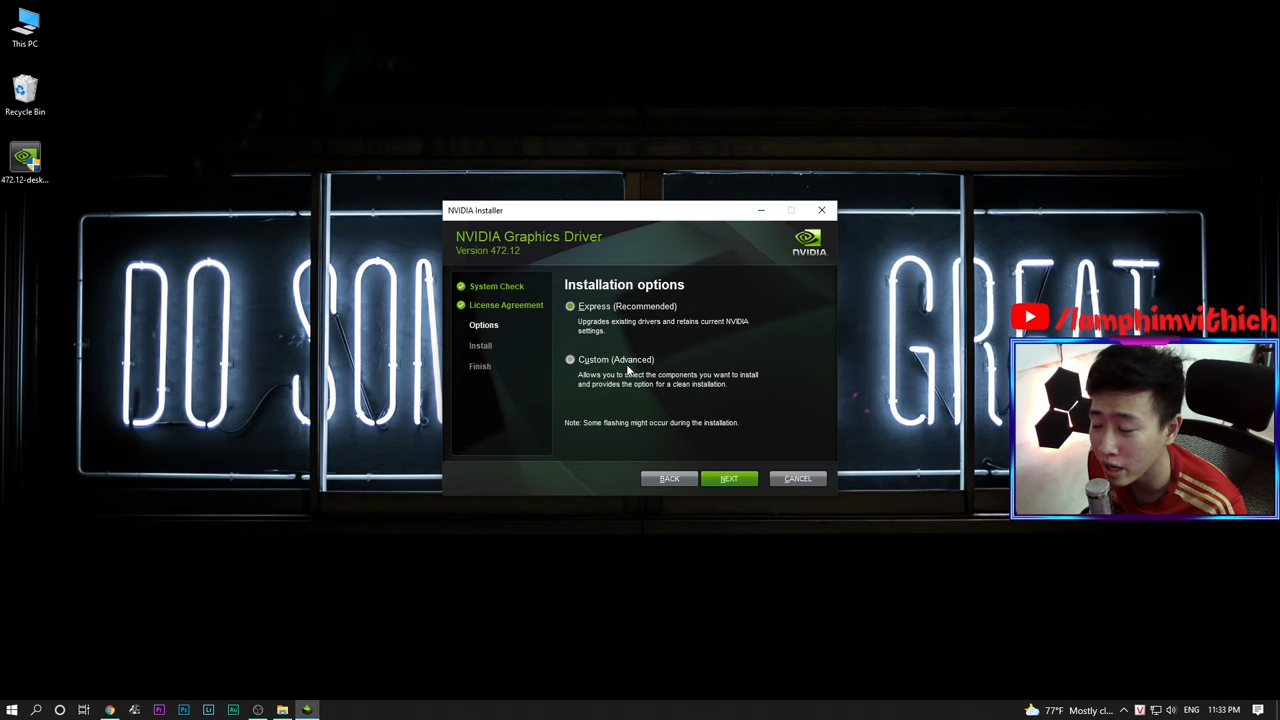 This PC
Recycle Bin
472.12-desk...
DO SOM
GREAT
NVIDIA Installer
NVIDIA Graphics Driver
Version 472.12
NVIDIA.
System Check
License Agreement
Options
Install
Finish
Installation options
Express (Recommended)
Upgrades existing drivers and retains current NVIDIA
settings.
Custom (Advanced)
Allows you to select the components you want to install
and provides the option for a clean installation.
Note: Some flashing might occur during the installation.
BACK
NEXT
CANCEL
/lamphimvithich
Pr
Ps
Lr
Au
77°F Mostly cl...
V
ENG
11:33 PM